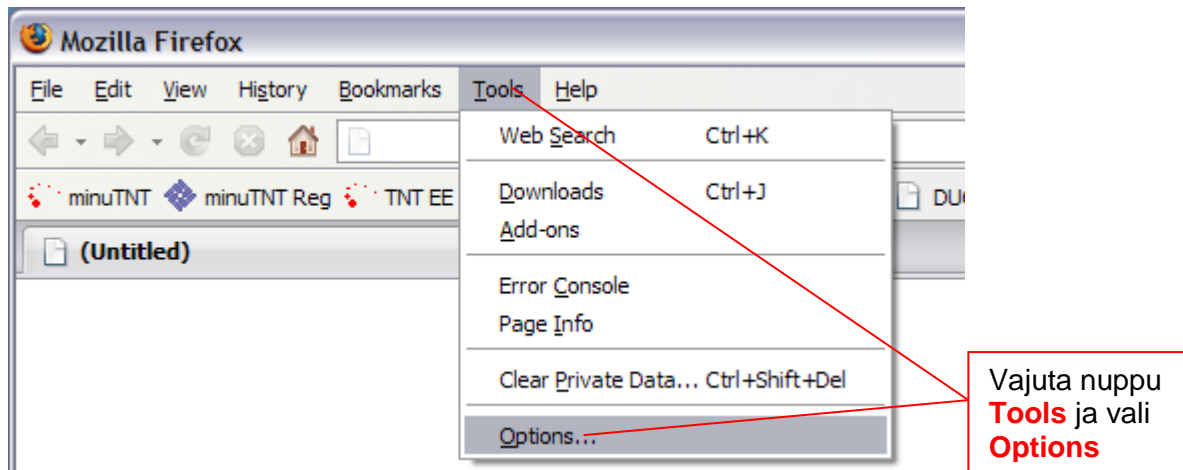 Mozilla Firefox
File Edit View History Bookmarks Tools Help
Web Search Ctrl+K
minuTNT minuTNT Reg TNT EE
Downloads Ctrl+J
Add-ons
(Untitled)
Error Console
Page Info
Clear Private Data... Ctrl+Shift+Del
Options...
Vajuta nuppu
Tools ja vali
Options